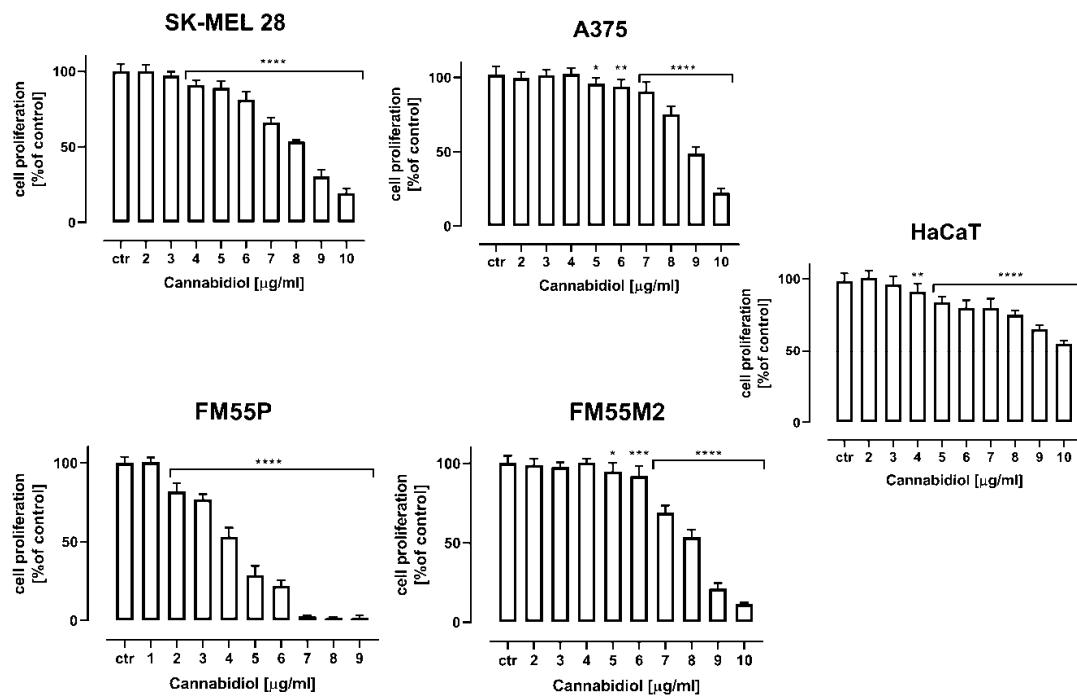 SK-MEL 28
****
100
50
0
cell proliferation
[%of control]
ctr 2 3 4 5 6 7 8 9 10
Cannabidiol [μg/ml]
A375
* ** ****
100
50
0
cell proliferation
[%of control]
ctr 2 3 4 5 6 7 8 9 10
Cannabidiol [μg/ml]
HaCaT
** ****
100
50
0
cell proliferation
[%of control]
ctr 2 3 4 5 6 7 8 9 10
Cannabidiol [μg/ml]
FM55P
****
100
50
0
cell proliferation
[%of control]
ctr 1 2 3 4 5 6 7 8 9
Cannabidiol [μg/ml]
FM55M2
* *** ****
100
50
0
cell proliferation
[%of control]
ctr 2 3 4 5 6 7 8 9 10
Cannabidiol [μg/ml]